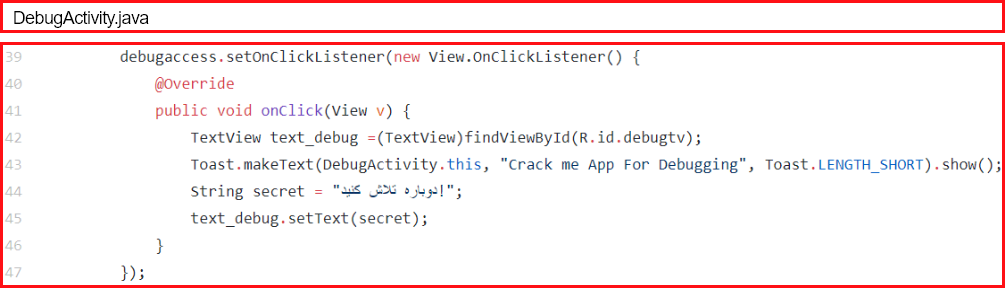 DebugActivity.java
39 debugaccess.setOnClickListener(new View.OnClickListener() {
40 @Override
41 public void onClick(View v) {
42 TextView text_debug =(TextView)findViewById(R.id.debugtv);
43 Toast.makeText(DebugActivity.this, "Crack me App For Debugging", Toast.LENGTH_SHORT).show();
44 String secret = "دوباره تلاش کنید!";
45 text_debug.setText(secret);
46 }
47 });